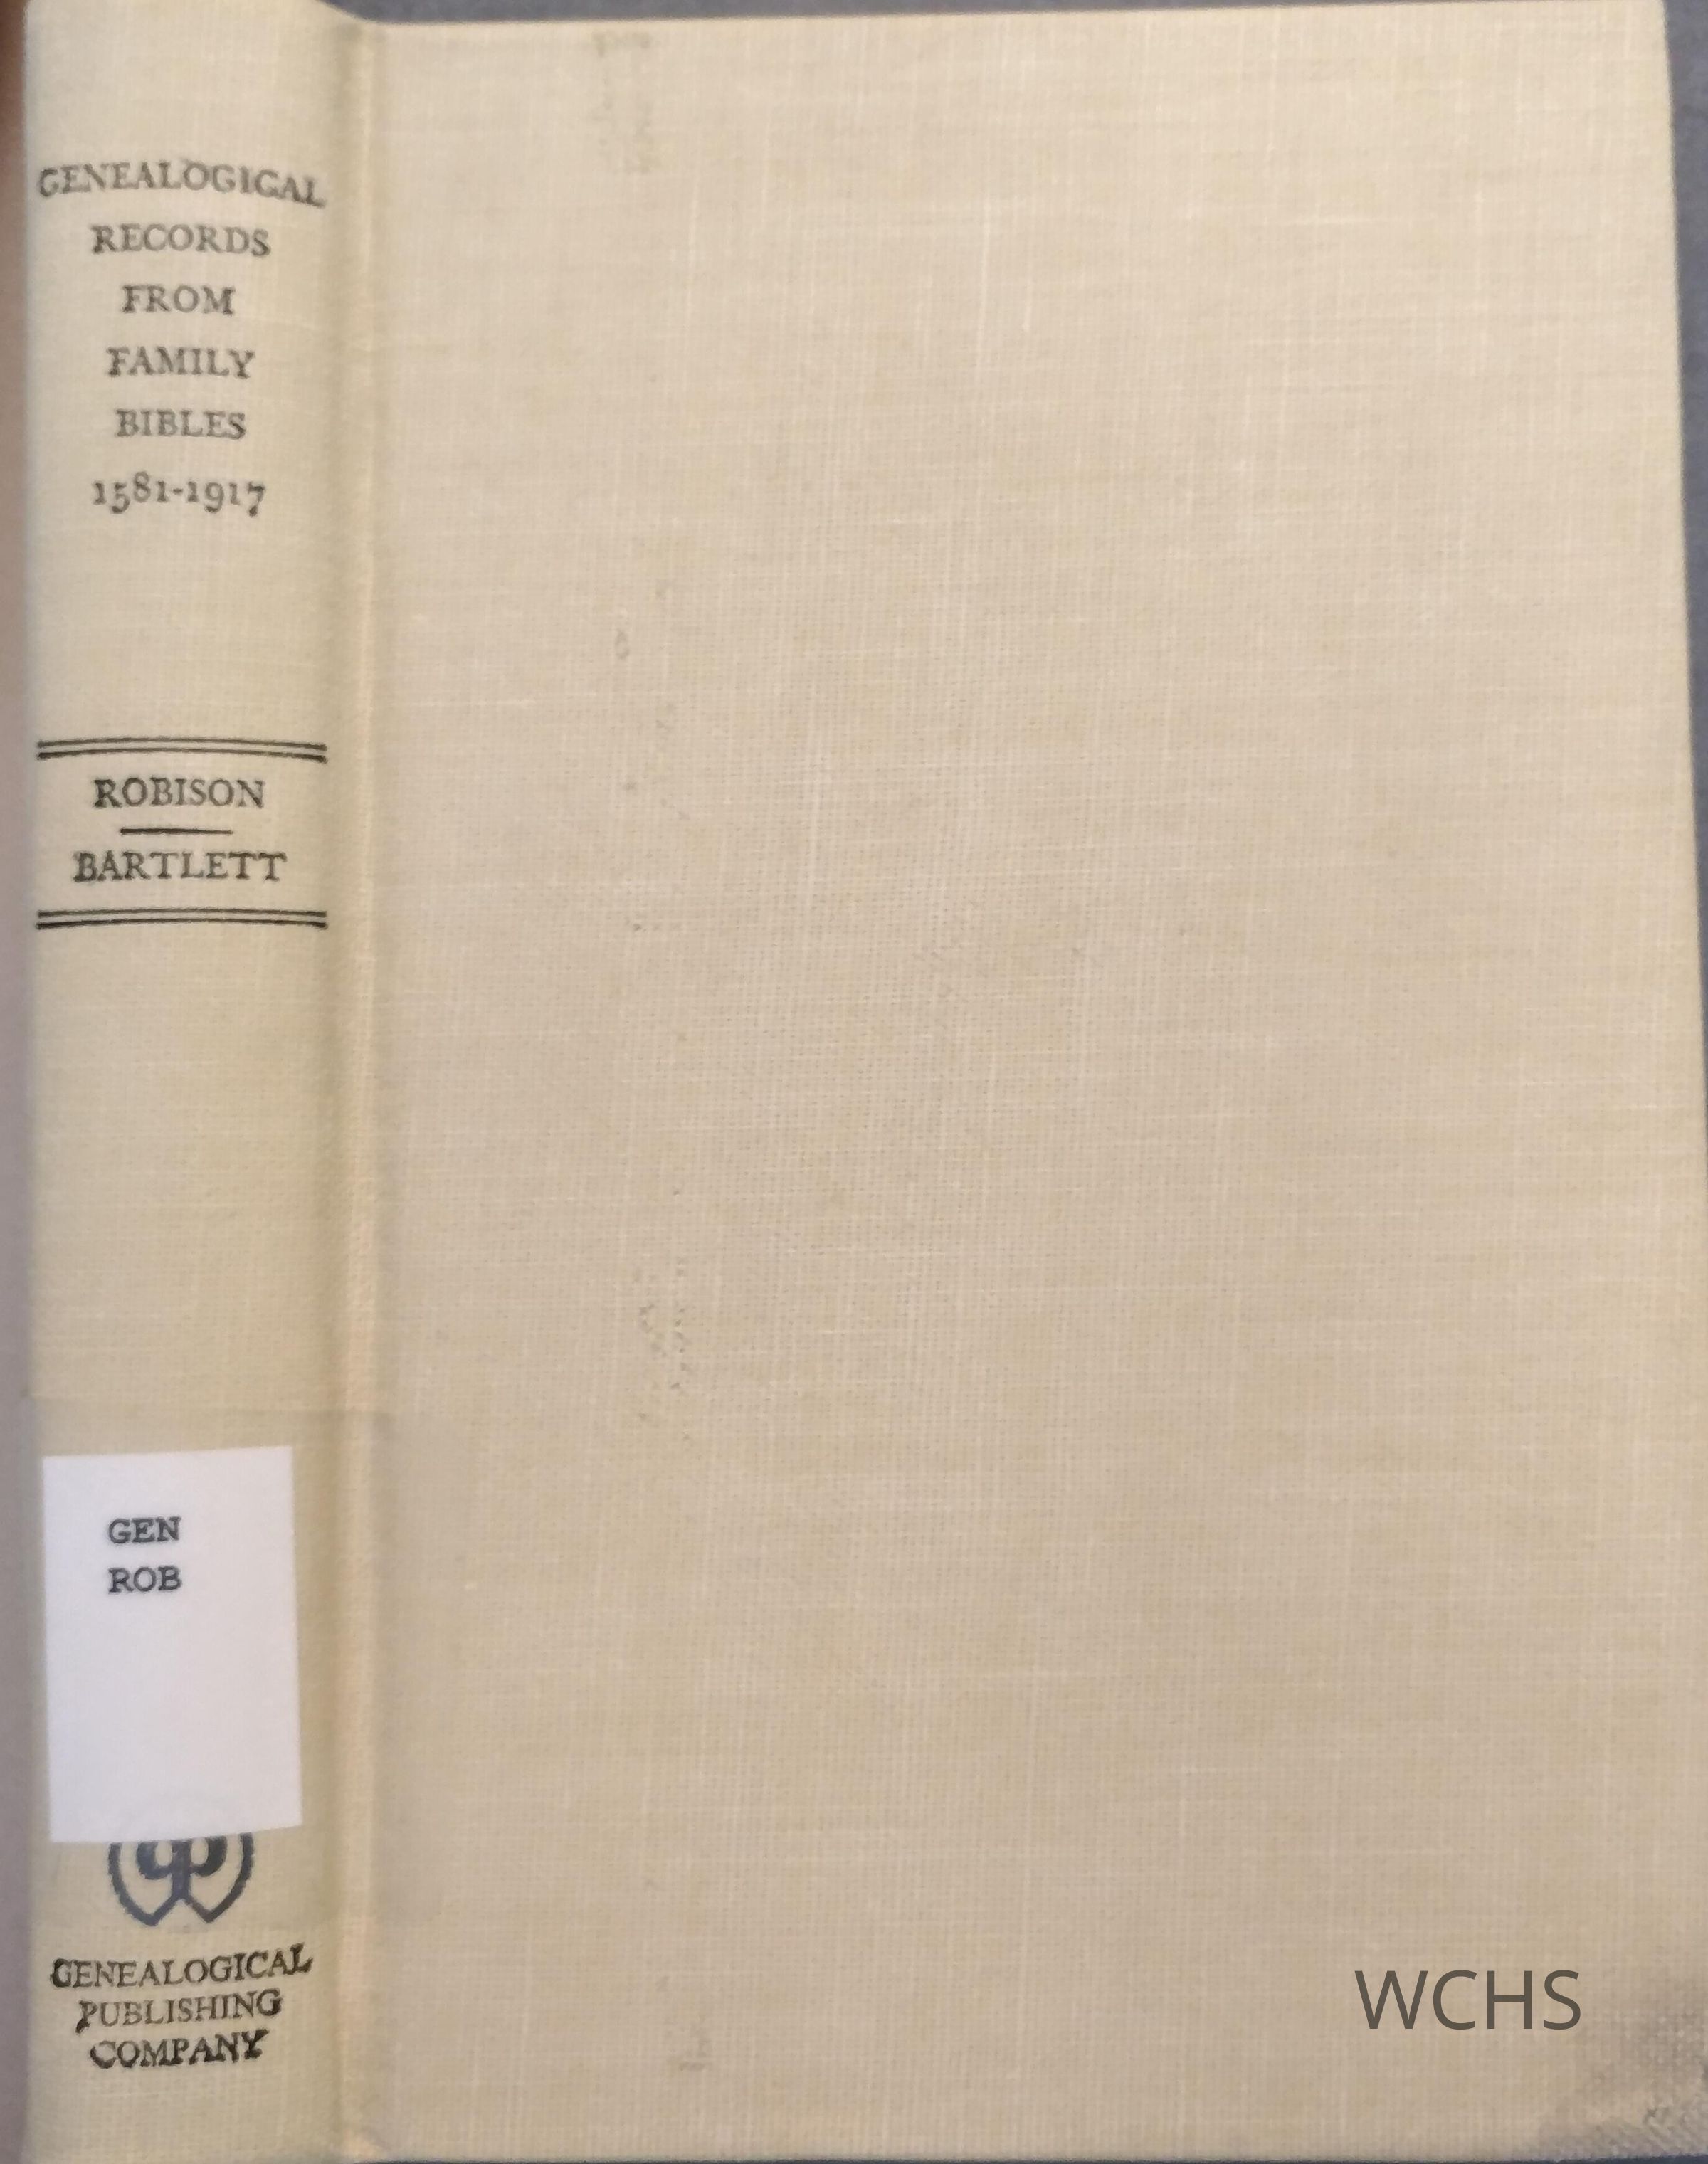 GENEALOGICAL
RECORDS
FROM
FAMILY
BIBLES
1581-1917
ROBISON
BARTLETT
GEN
ROB
GENEALOGICAL
PUBLISHING
COMPANY
WCHS